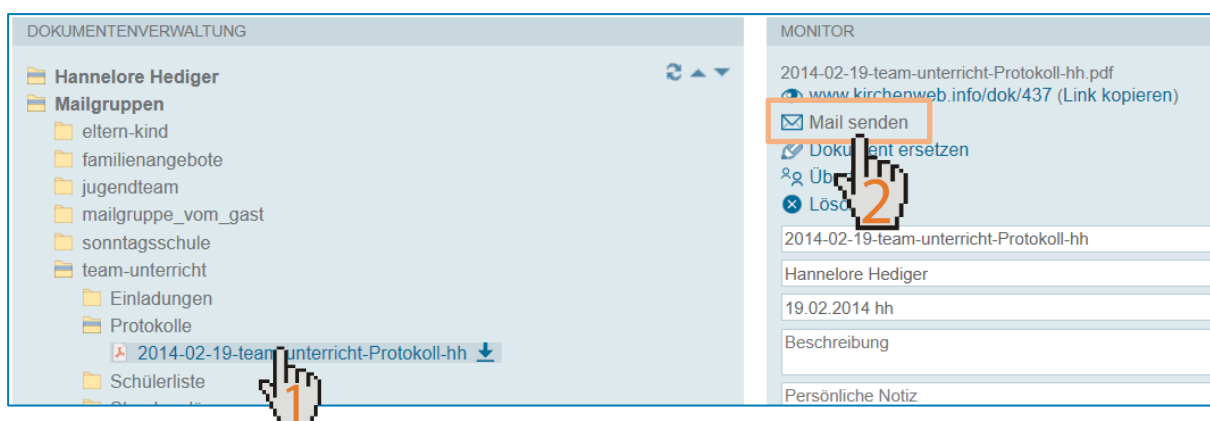 DOKUMENTENVERWALTUNG
Hannelore Hediger
Mailgruppen
eltern-kind
familienangebote
jugendteam
mailgruppe_vom_gast
sonntagsschule
team-unterricht
Einladungen
Protokolle
2014-02-19-team-unterricht-Protokoll-hh
1
Schülerliste
MONITOR
2014-02-19-team-unterricht-Protokoll-hh.pdf
www.kirchenweb.info/dok/437 (Link kopieren)
Mail senden
Dokument ersetzen
2
2014-02-19-team-unterricht-Protokoll-hh
Hannelore Hediger
19.02.2014 hh
Beschreibung
Persönliche Notiz